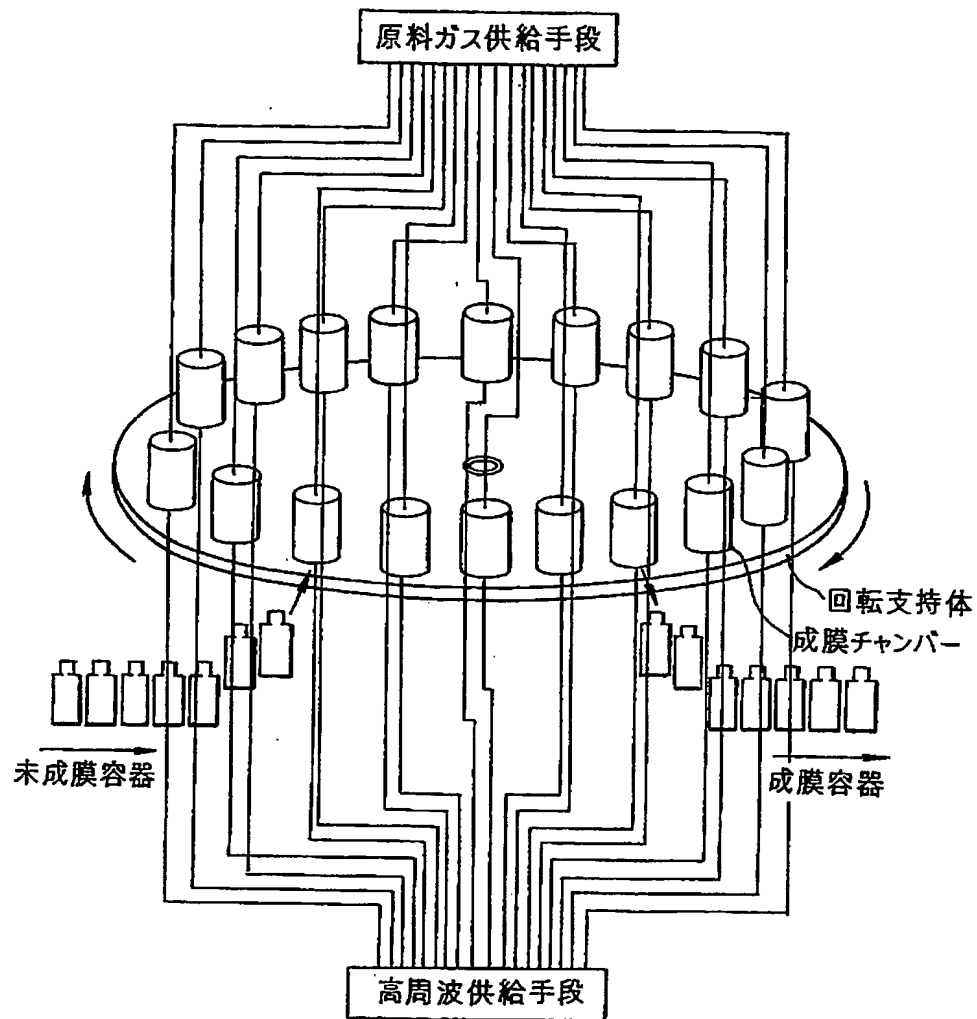 原料ガス供給手段
回転支持体
成膜チャンバー
未成膜容器
成膜容器
高周波供給手段